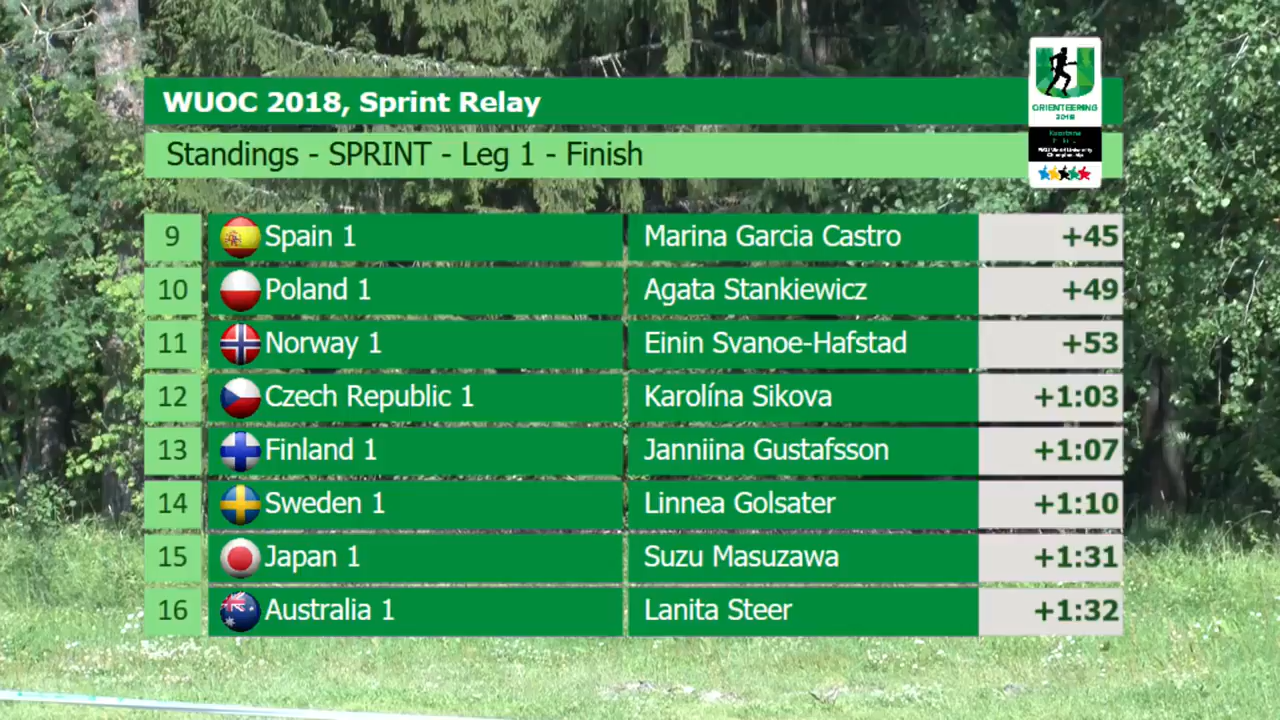 WUOC 2018, Sprint Relay
ORIENTEERING
2018
Standings - SPRINT - Leg 1 - Finish
9 Spain 1 Marina Garcia Castro +45
10 Poland 1 Agata Stankiewicz +49
11 Norway 1 Einin Svanoe-Hafstad +53
12 Czech Republic 1 Karolína Sikova +1:03
13 Finland 1 Janniina Gustafsson +1:07
14 Sweden 1 Linnea Golsater +1:10
15 Japan 1 Suzu Masuzawa +1:31
16 Australia 1 Lanita Steer +1:32